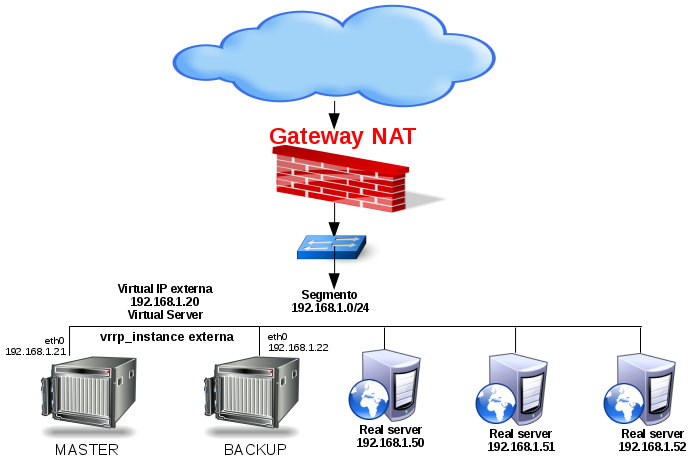 Gateway NAT
Segmento
192.168.1.0/24
Virtual IP externa
192.168.1.20
Virtual Server
vrrp_instance externa
eth0
192.168.1.21
eth0
192.168.1.22
MASTER
BACKUP
Real server
192.168.1.50
Real server
192.168.1.51
Real server
192.168.1.52